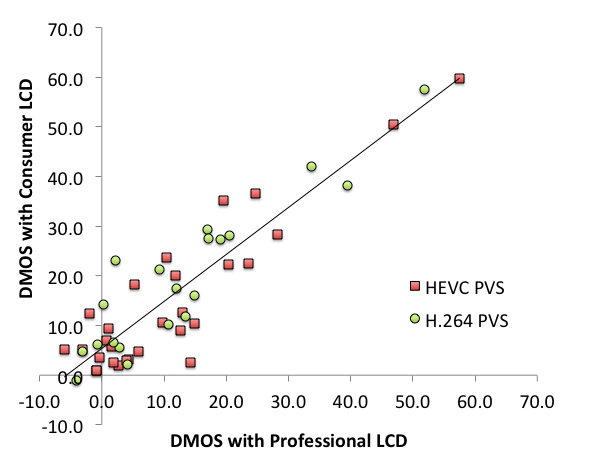 70.0
60.0
50.0
40.0
30.0
20.0
10.0
0.0
-10.0
-10.0 0.0 10.0 20.0 30.0 40.0 50.0 60.0 70.0
DMOS with Consumer LCD
DMOS with Professional LCD
HEVC PVS
H.264 PVS